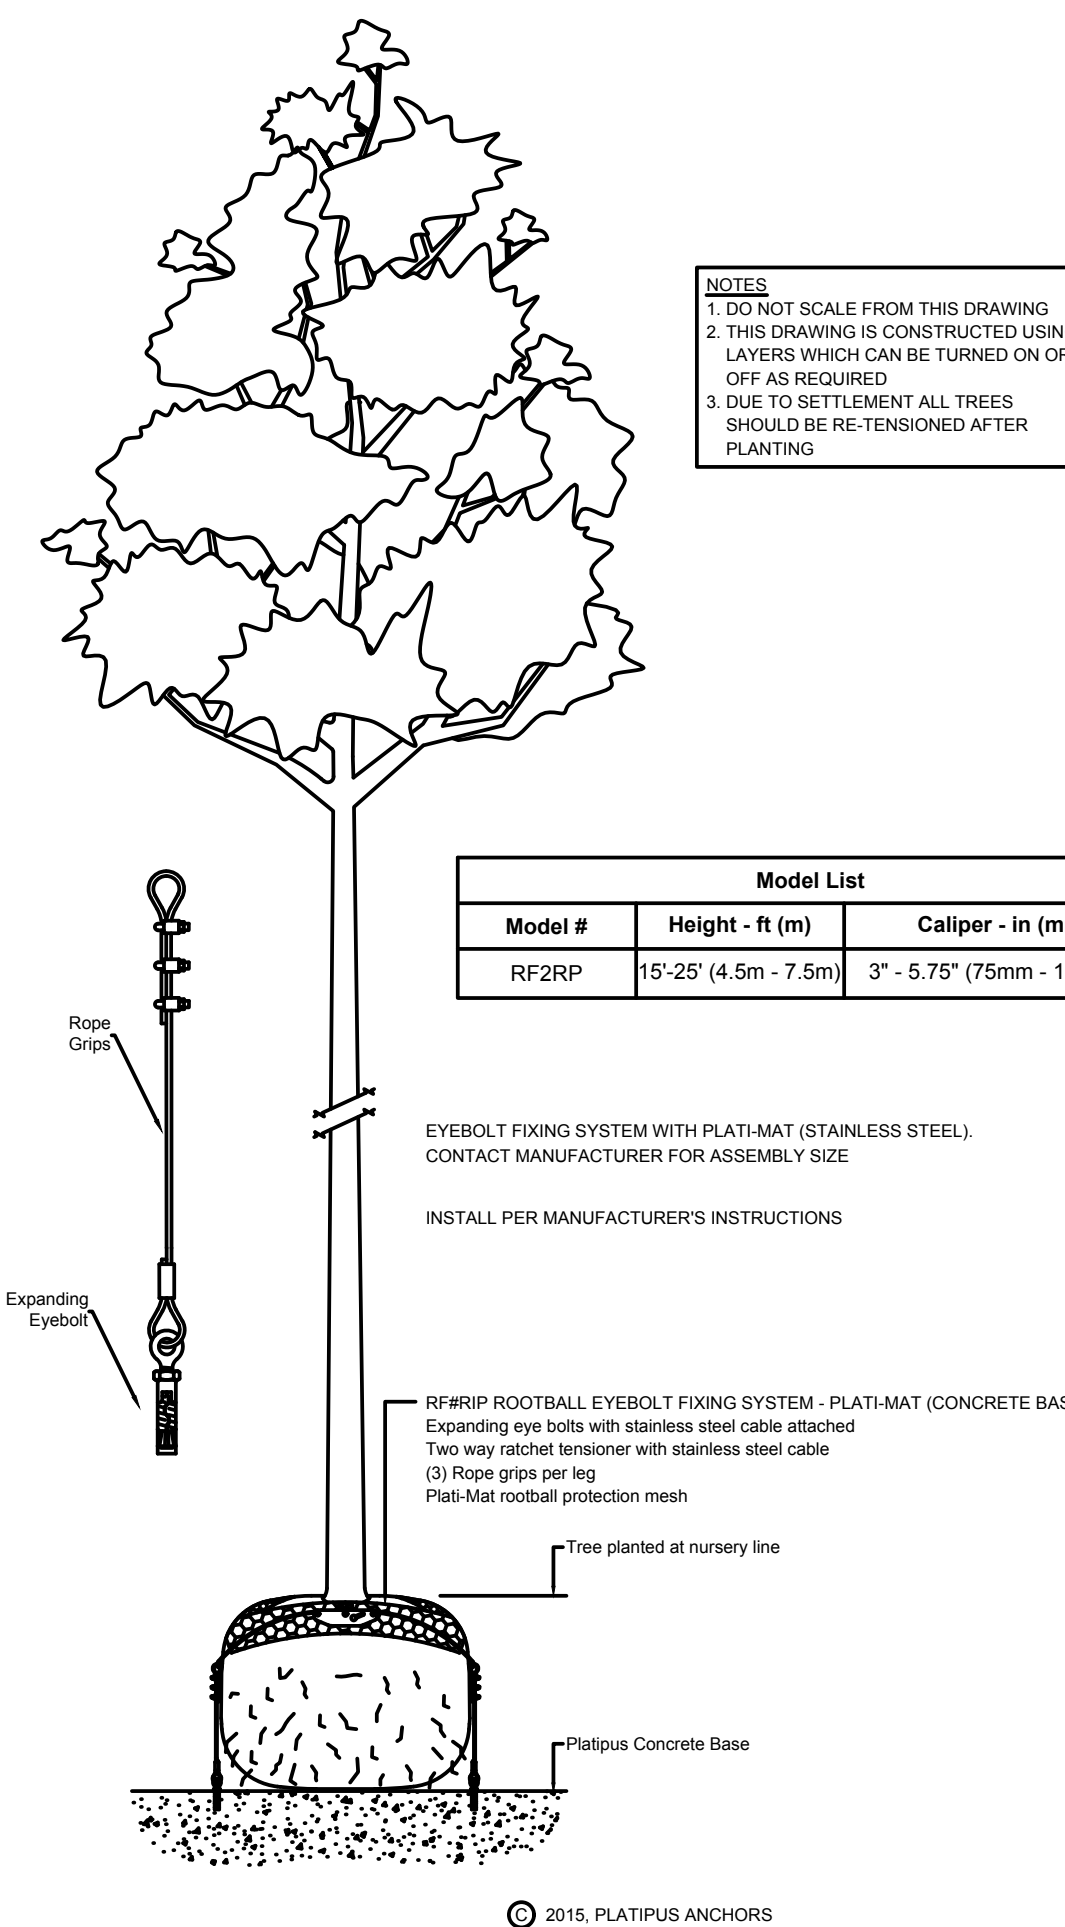 NOTES
1. DO NOT SCALE FROM THIS DRAWING
2. THIS DRAWING IS CONSTRUCTED
LAYERS WHICH CAN BE TURNED ON
OFF AS REQUIRED
3. DUE TO SETTLEMENT ALL TREES
SHOULD BE RE-TENSIONED AFTER
PLANTING
Model List
Model # Height - ft (m) Caliper - in
RF2RP 15'-25' (4.5m - 7.5m) 3" - 5.75" (75mm -
Rope
Grips
EYEBOLT FIXING SYSTEM WITH PLATI-MAT (STAINLESS STEEL).
CONTACT MANUFACTURER FOR ASSEMBLY SIZE
INSTALL PER MANUFACTURER'S INSTRUCTIONS
Expanding
Eyebolt
RF#RIP ROOTBALL EYEBOLT FIXING SYSTEM - PLATI-MAT (CONCRETE
Expanding eye bolts with stainless steel cable attached
Two way ratchet tensioner with stainless steel cable
(3) Rope grips per leg
Plati-Mat rootball protection mesh
Tree planted at nursery line
Platipus Concrete Base
© 2015, PLATIPUS ANCHORS